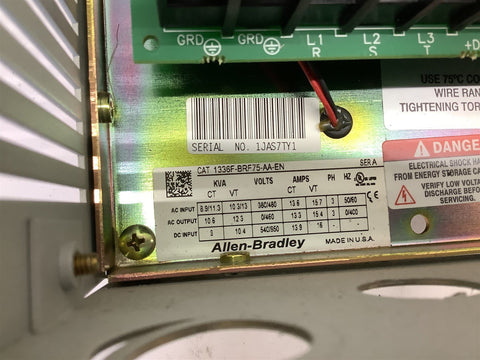 GRD GRD L1 L2 L3 +D
R S T
SERIAL NO. 1JAS7TY1
USE 75°C CO
WIRE RAN
TIGHTENING TOR
DANGE
ELECTRICAL SHOCK HA
FROM ENERGY STORAGE CA
VERIFY LOW VOLTAGE
DISCHARGE BEFORE
SERVICING.
CAT 1336F-BRF75-AA-EN SER A
KVA VOLTS AMPS PH HZ
CT VT CT VT
AC INPUT 8.9/11.3 10.3/13 380/480 13.6 15.7 3 50/60
AC OUTPUT 10.6 12.3 0/460 13.3 15.4 3 0/400
DC INPUT 9 10.4 540/650 13.9 16 - -
Allen-Bradley MADE IN U.S.A.